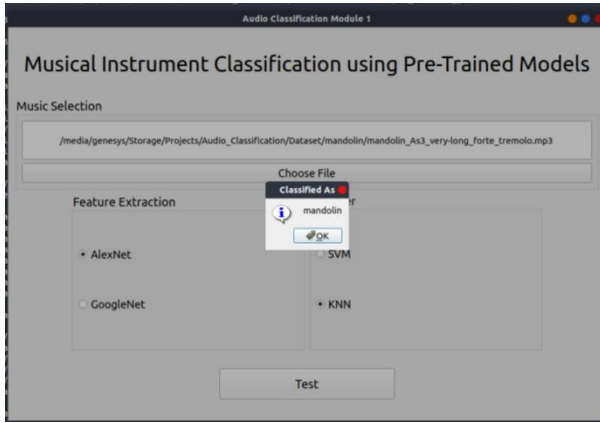 Audio Classification Module 1
Musical Instrument Classification using Pre-Trained Models
Music Selection
/media/genesys/Storage/Projects/Audio_Classification/Dataset/mandolin/mandolin_As3_very-long_forte_tremolo.mp3
Choose File
Classified As
mandolin
OK
Feature Extraction
AlexNet
SVM
GoogleNet
KNN
Test